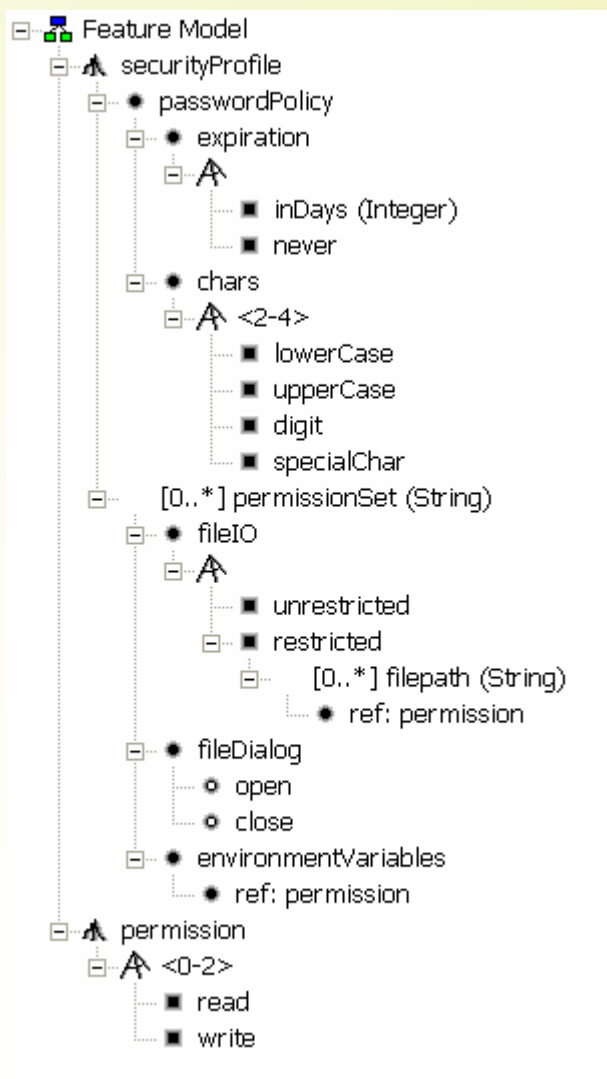 Feature Model
securityProfile
passwordPolicy
expiration
inDays (Integer)
never
chars
<2-4>
lowerCase
upperCase
digit
specialChar
[0..*] permissionSet (String)
fileIO
unrestricted
restricted
[0..*] filepath (String)
ref: permission
fileDialog
open
close
environmentVariables
ref: permission
permission
<0-2>
read
write